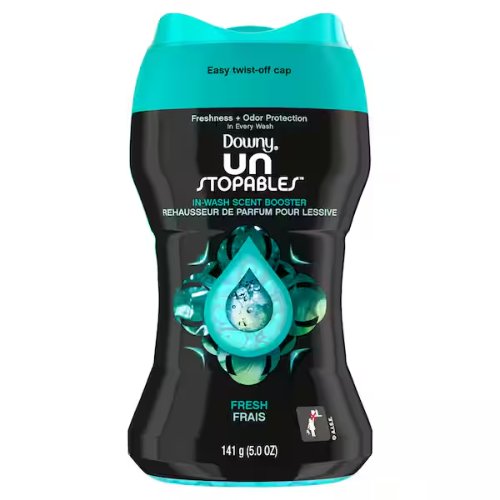 Easy twist-off cap
Freshness + Odor Protection
in Every Wash
Downy®
UN
STOPABLES™
IN-WASH SCENT BOOSTER
REHAUSSEUR DE PARFUM POUR LESSIVE
FRESH
FRAIS
141 g (5.0 OZ)
© A.I.S.E.